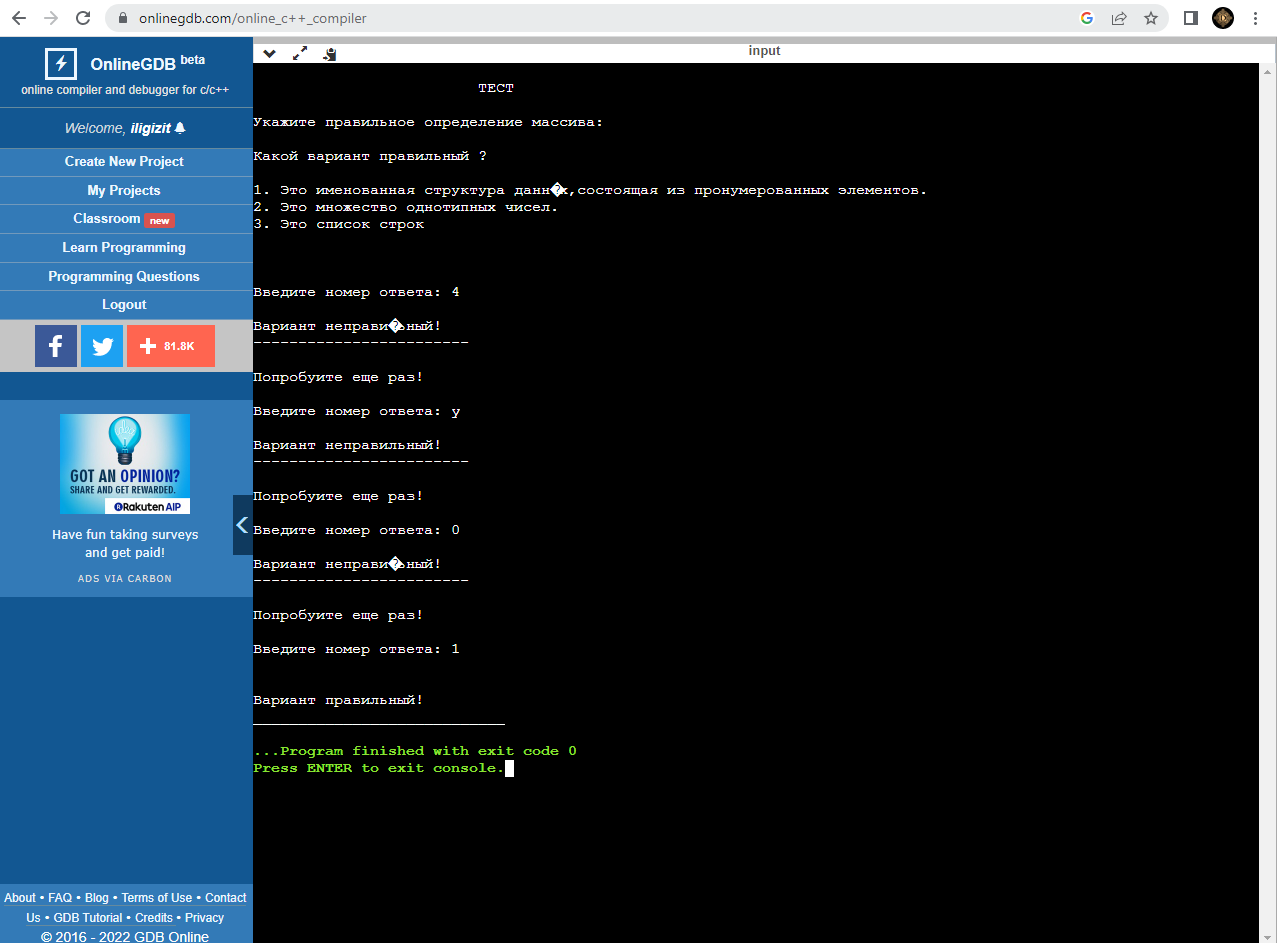 onlinegdb.com/online_c++_compiler
OnlineGDB beta
online compiler and debugger for c/c++
Welcome, iligizit
Create New Project
My Projects
Classroom new
Learn Programming
Programming Questions
Logout
81.8K
GOT AN OPINION?
SHARE AND GET REWARDED.
Rakuten AIP
Have fun taking surveys
and get paid!
ADS VIA CARBON
About • FAQ • Blog • Terms of Use • Contact
Us • GDB Tutorial • Credits • Privacy
© 2016 - 2022 GDB Online
input
ТЕСТ
Укажите правильное определение массива:
Какой вариант правильный ?
1. Это именованная структура данн�х,состоящая из пронумерованных элементов.
2. Это множество однотипных чисел.
3. Это список строк
Введите номер ответа: 4
Вариант неправи�ьный!
------------------------
Попробуите еще раз!
Введите номер ответа: y
Вариант неправильный!
------------------------
Попробуите еще раз!
Введите номер ответа: 0
Вариант неправи�ьный!
------------------------
Попробуите еще раз!
Введите номер ответа: 1
Вариант правильный!
____________________________
...Program finished with exit code 0
Press ENTER to exit console.